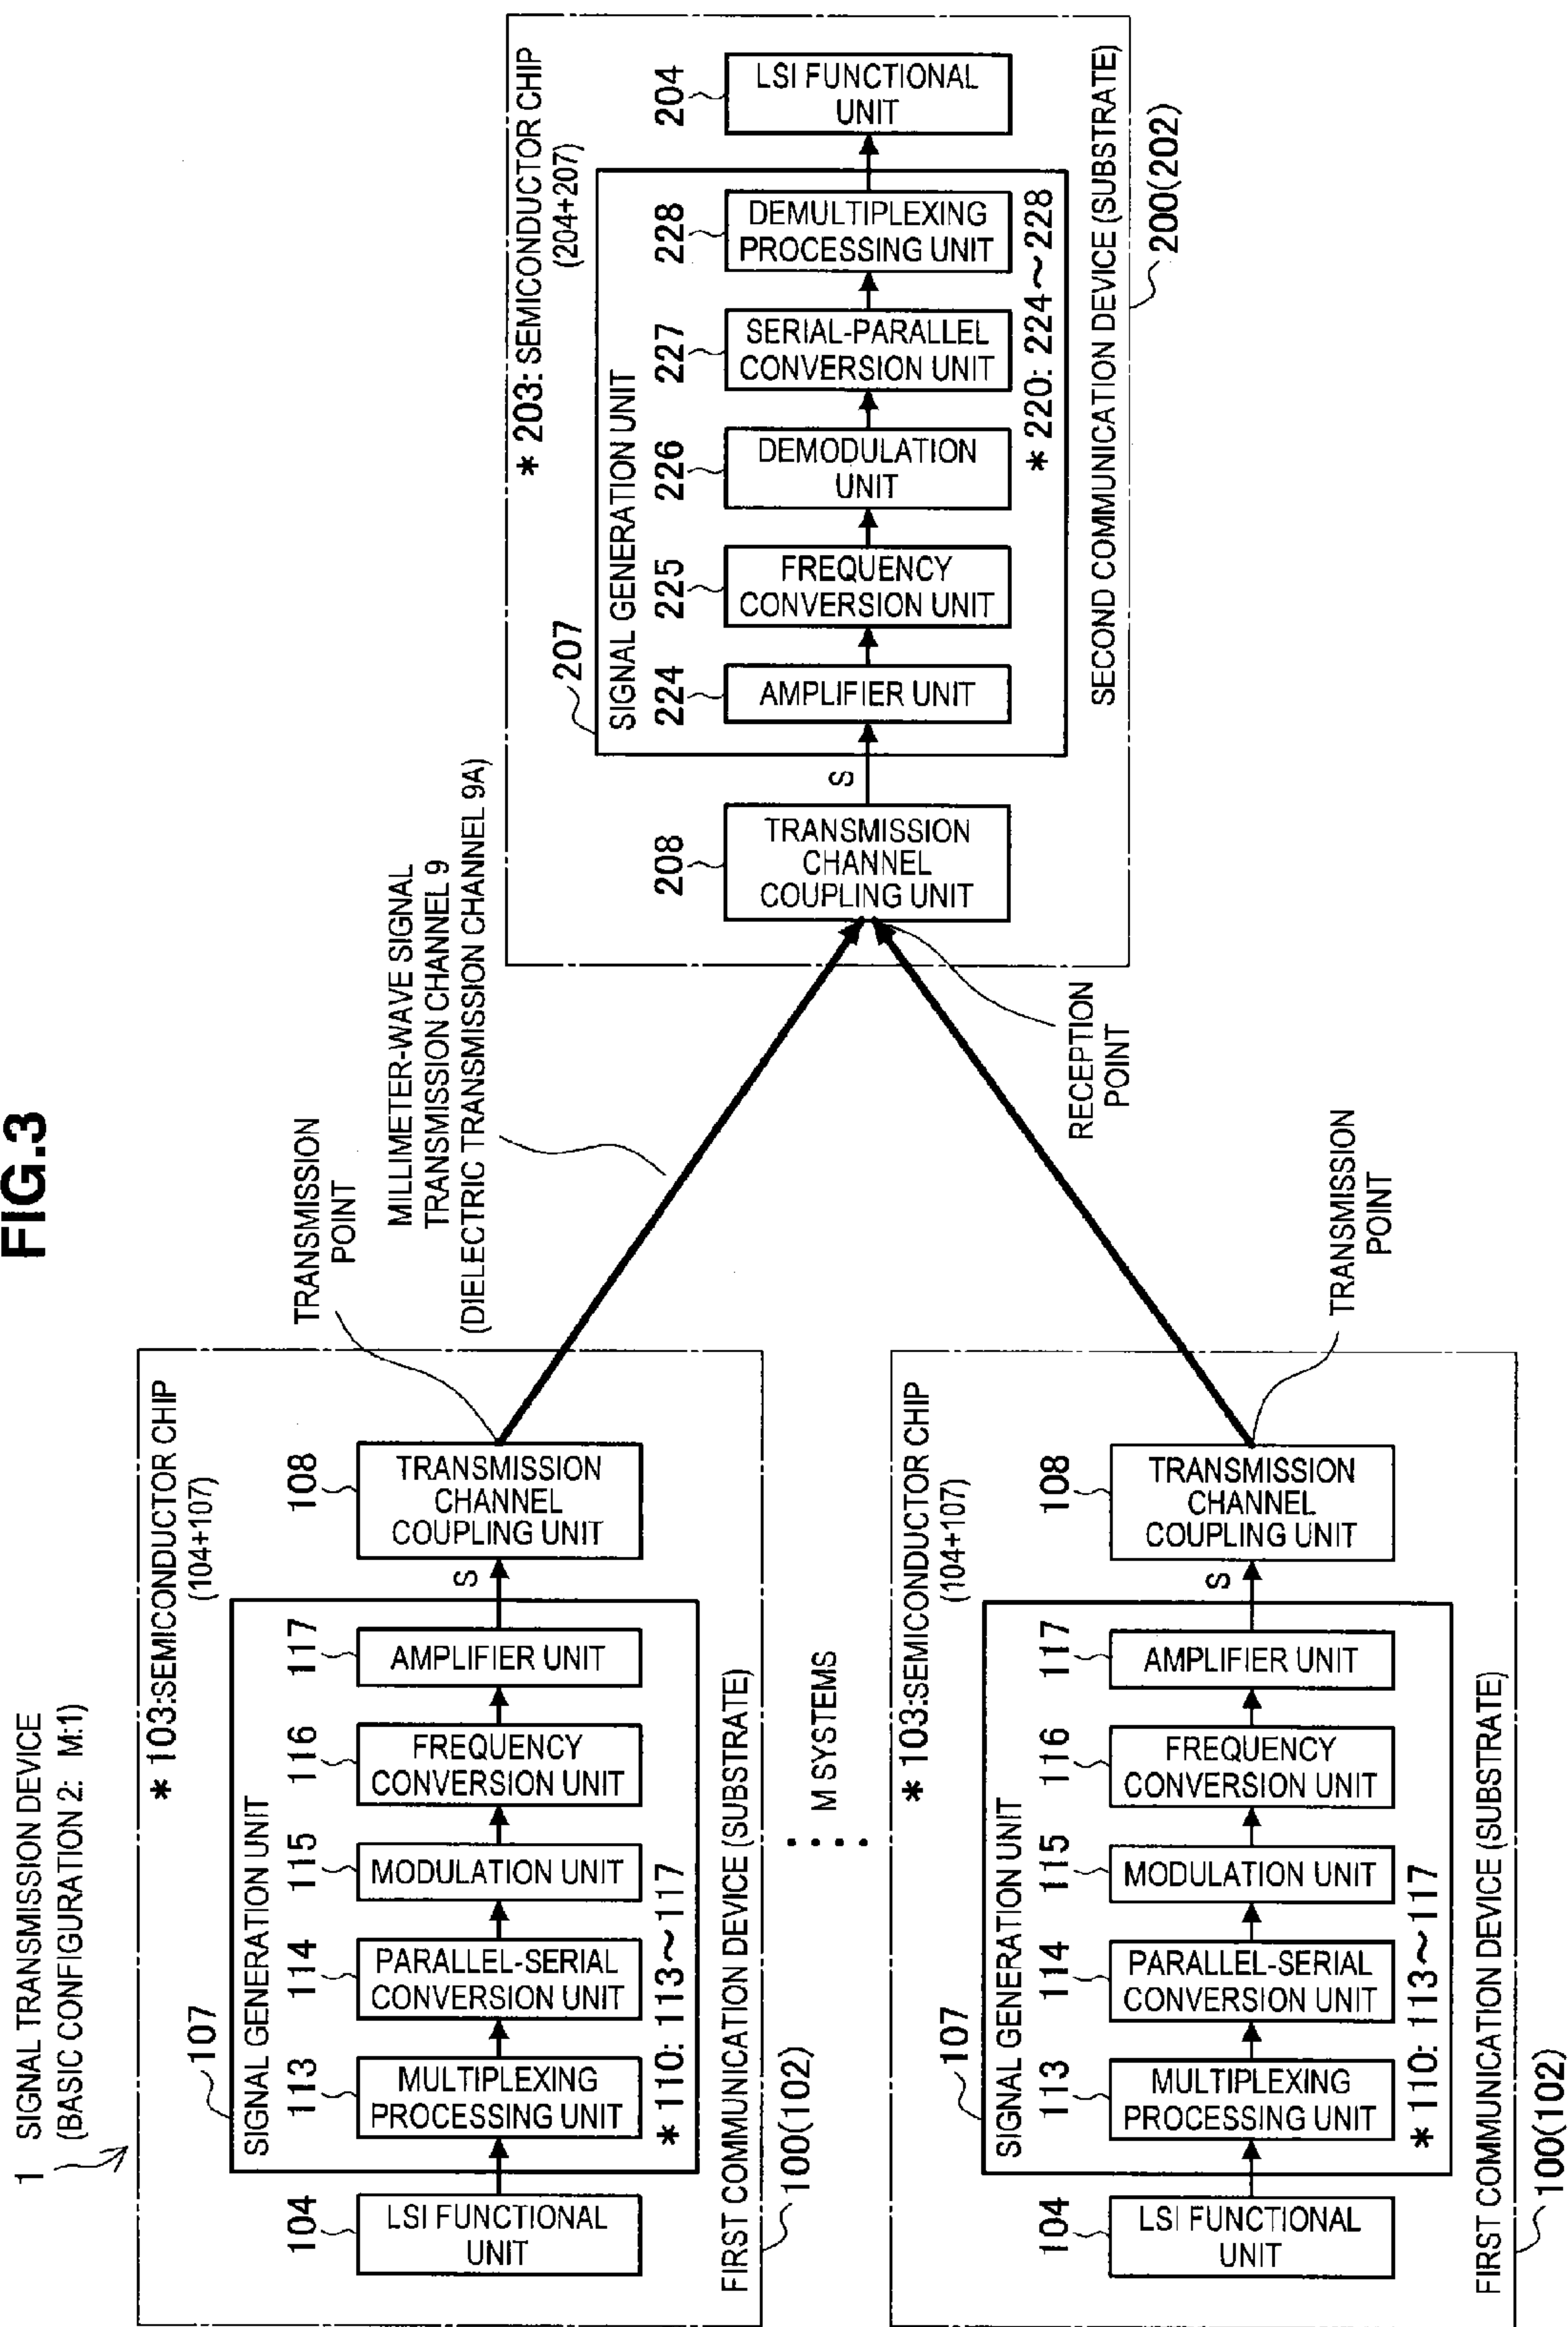 FIG.3
1
SIGNAL TRANSMISSION DEVICE
(BASIC CONFIGURATION 2: M:1)
* 103:SEMICONDUCTOR CHIP
(104+107)
107
SIGNAL GENERATION UNIT
104
LSI FUNCTIONAL
UNIT
113
MULTIPLEXING
PROCESSING UNIT
114
PARALLEL-SERIAL
CONVERSION UNIT
115
MODULATION UNIT
116
FREQUENCY
CONVERSION UNIT
117
AMPLIFIER UNIT
S
108
TRANSMISSION
CHANNEL
COUPLING UNIT
* 110: 113~117
FIRST COMMUNICATION DEVICE (SUBSTRATE)
100(102)
TRANSMISSION
POINT
MILLIMETER-WAVE SIGNAL
TRANSMISSION CHANNEL 9
(DIELECTRIC TRANSMISSION CHANNEL 9A)
M SYSTEMS
* 103:SEMICONDUCTOR CHIP
(104+107)
107
SIGNAL GENERATION UNIT
104
LSI FUNCTIONAL
UNIT
113
MULTIPLEXING
PROCESSING UNIT
114
PARALLEL-SERIAL
CONVERSION UNIT
115
MODULATION UNIT
116
FREQUENCY
CONVERSION UNIT
117
AMPLIFIER UNIT
S
108
TRANSMISSION
CHANNEL
COUPLING UNIT
* 110: 113~117
FIRST COMMUNICATION DEVICE (SUBSTRATE)
100(102)
TRANSMISSION
POINT
RECEPTION
POINT
* 203:SEMICONDUCTOR CHIP
(204+207)
207
SIGNAL GENERATION UNIT
208
TRANSMISSION
CHANNEL
COUPLING UNIT
S
224
AMPLIFIER UNIT
225
FREQUENCY
CONVERSION UNIT
226
DEMODULATION
UNIT
227
SERIAL-PARALLEL
CONVERSION UNIT
228
DEMULTIPLEXING
PROCESSING UNIT
204
LSI FUNCTIONAL
UNIT
* 220: 224~228
SECOND COMMUNICATION DEVICE (SUBSTRATE)
200(202)